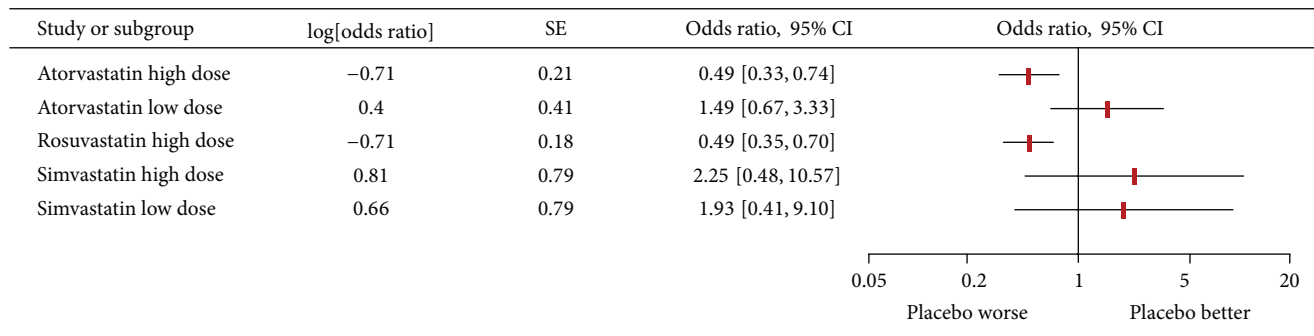 Study or subgroup log[odds ratio] SE Odds ratio, 95% CI Odds ratio, 95% CI
Atorvastatin high dose −0.71 0.21 0.49 [0.33, 0.74]
Atorvastatin low dose 0.4 0.41 1.49 [0.67, 3.33]
Rosuvastatin high dose −0.71 0.18 0.49 [0.35, 0.70]
Simvastatin high dose 0.81 0.79 2.25 [0.48, 10.57]
Simvastatin low dose 0.66 0.79 1.93 [0.41, 9.10]
0.05 0.2 1 5 20
Placebo worse Placebo better